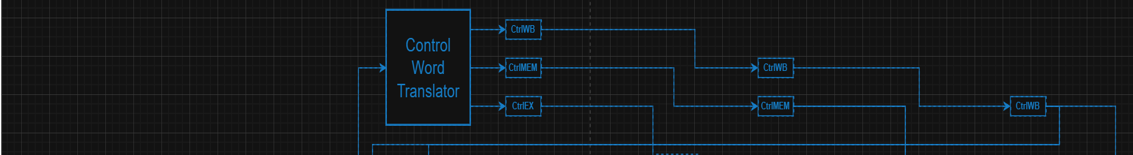 Control
Word
Translator
CtrlWB
CtrlMEM
CtrlEX
CtrlWB
CtrlMEM
CtrlWB